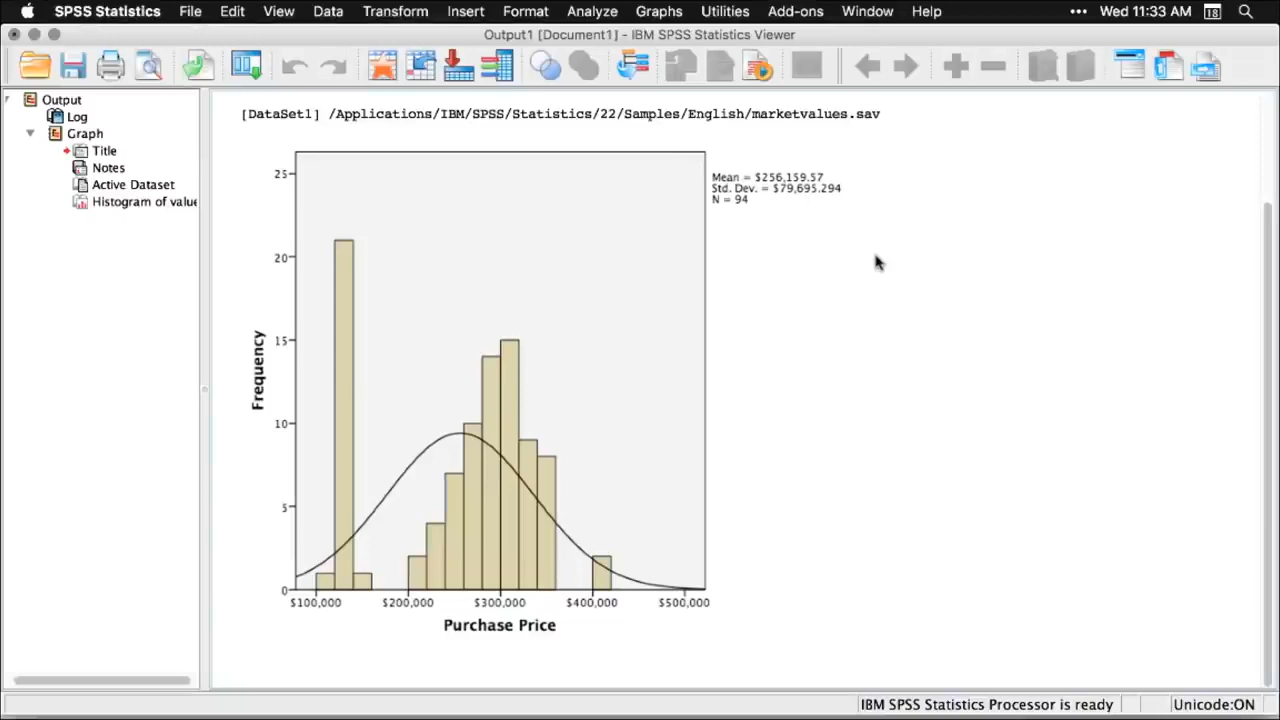 SPSS Statistics File Edit View Data Transform Insert Format Analyze Graphs Utilities Add-ons Window Help ••• Wed 11:33 AM 18
Output1 [Document1] - IBM SPSS Statistics Viewer
Output
Log
Graph
Title
Notes
Active Dataset
Histogram of value
[DataSet1] /Applications/IBM/SPSS/Statistics/22/Samples/English/marketvalues.sav
Mean = $256,159.57
Std. Dev. = $79,695.294
N = 94
Frequency
25
20
15
10
5
0
$100,000 $200,000 $300,000 $400,000 $500,000
Purchase Price
IBM SPSS Statistics Processor is ready Unicode:ON